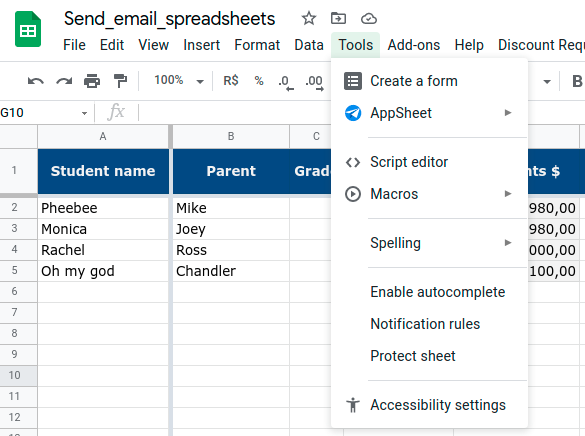 Send_email_spreadsheets
File Edit View Insert Format Data Tools Add-ons Help Discount Requ
100% R$ % .0 .00 B
G10 fx
A B C
1 Student name Parent Grad nts $
2 Pheebee Mike 980,00
3 Monica Joey 980,00
4 Rachel Ross 000,00
5 Oh my god Chandler 100,00
6
7
8
9
10
11
12
Create a form
AppSheet
Script editor
Macros
Spelling
Enable autocomplete
Notification rules
Protect sheet
Accessibility settings